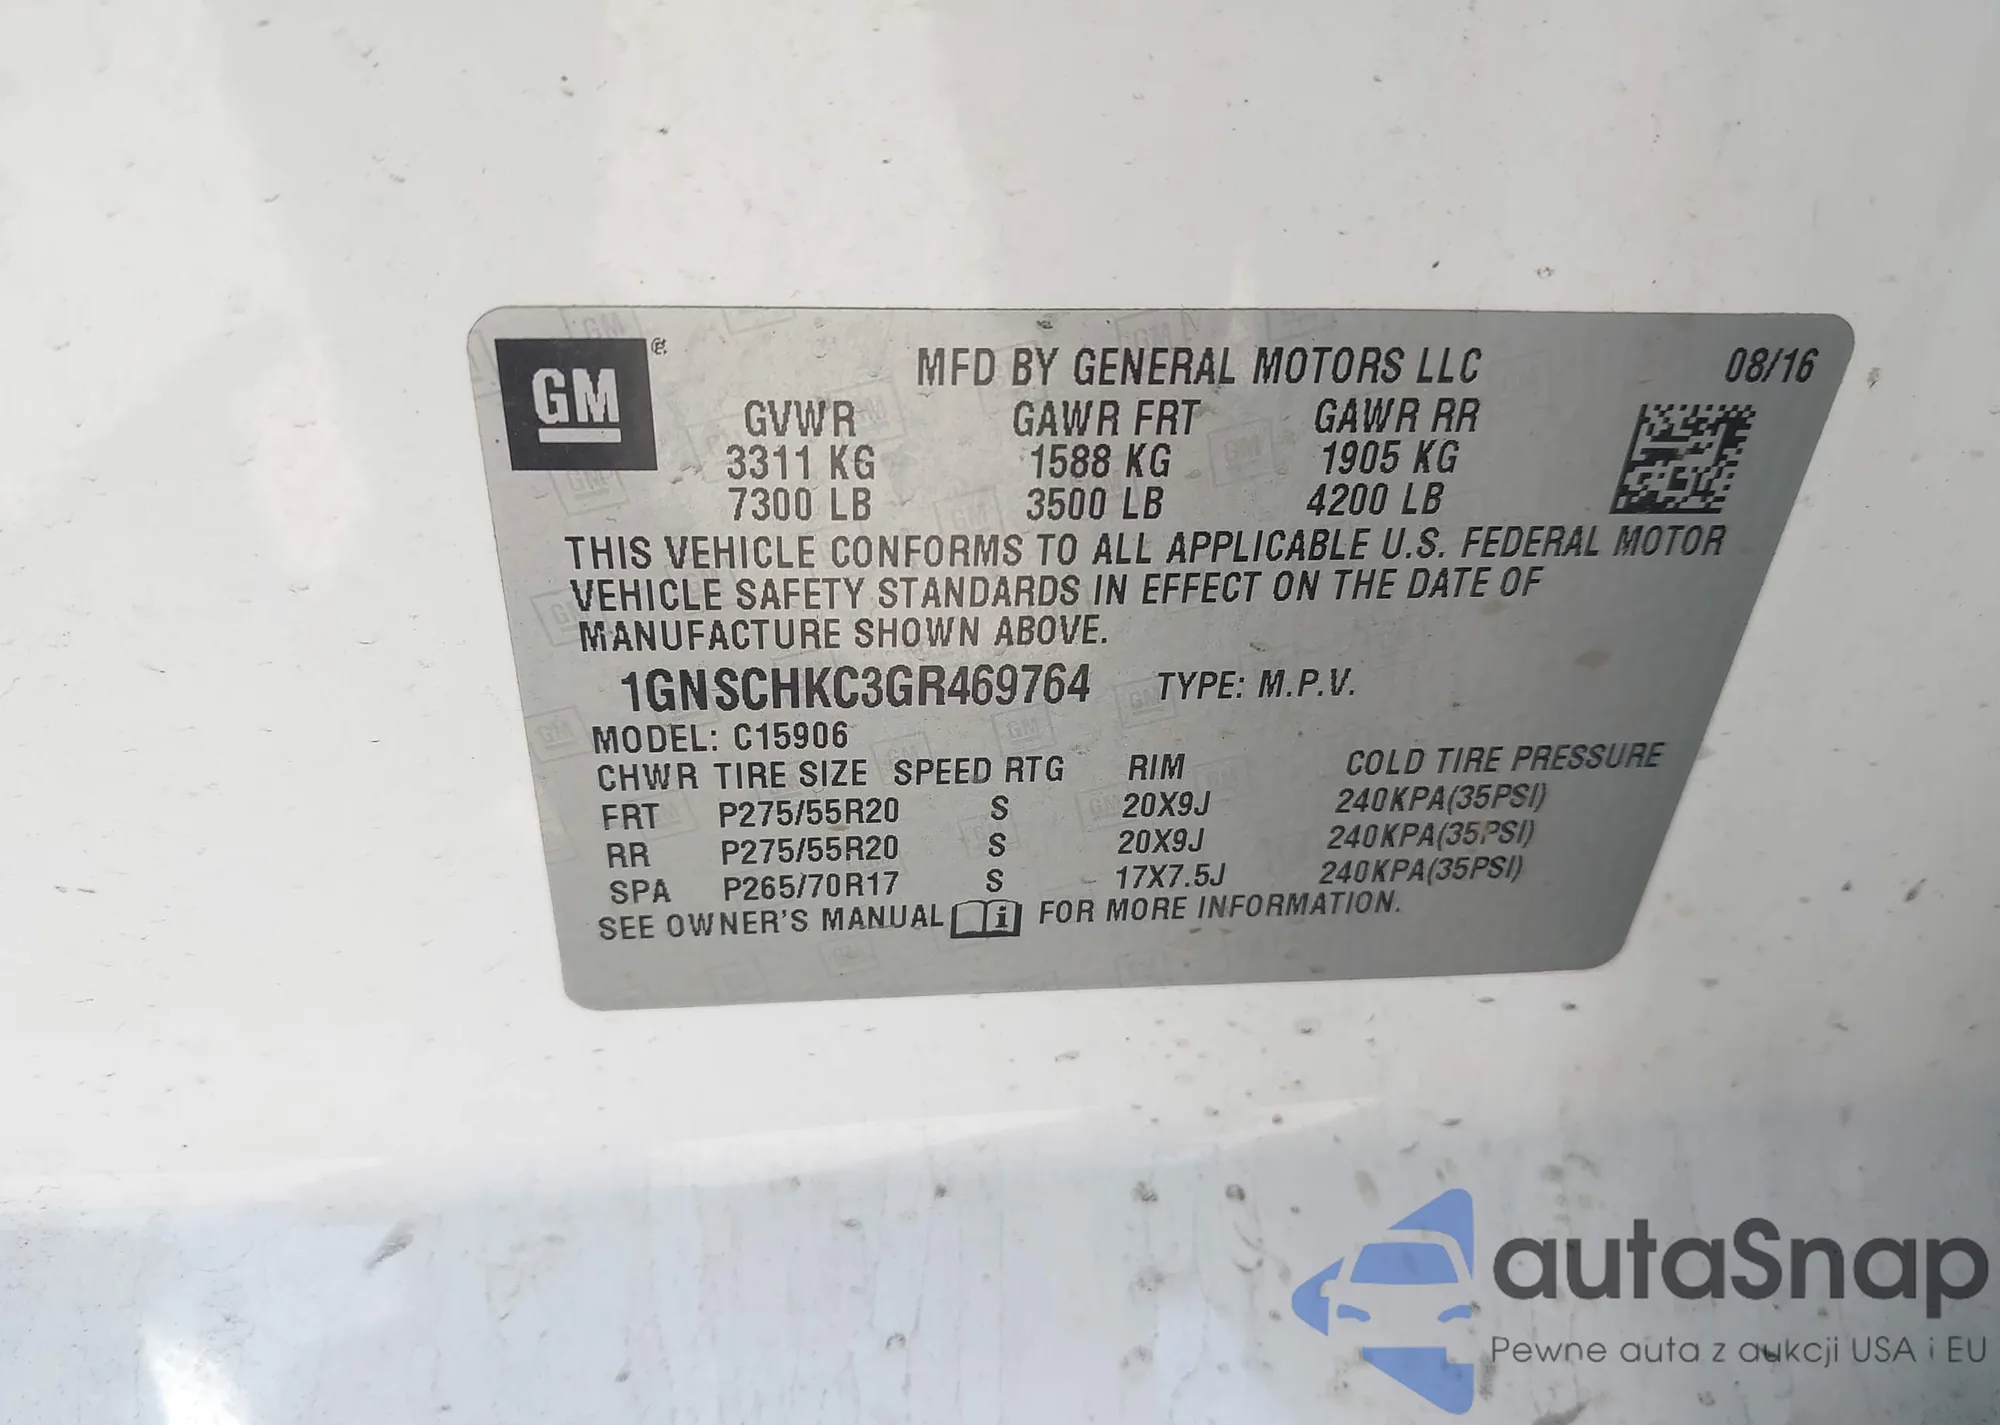 GM
MFD BY GENERAL MOTORS LLC 08/16
GVWR GAWR FRT GAWR RR
3311 KG 1588 KG 1905 KG
7300 LB 3500 LB 4200 LB
THIS VEHICLE CONFORMS TO ALL APPLICABLE U.S. FEDERAL MOTOR
VEHICLE SAFETY STANDARDS IN EFFECT ON THE DATE OF
MANUFACTURE SHOWN ABOVE.
1GNSCHKC3GR469764 TYPE: M.P.V.
MODEL: C15906
CHWR TIRE SIZE SPEED RTG RIM COLD TIRE PRESSURE
FRT P275/55R20 S 20X9J 240KPA(35PSI)
RR P275/55R20 S 20X9J 240KPA(35PSI)
SPA P265/70R17 S 17X7.5J 240KPA(35PSI)
SEE OWNER'S MANUAL i FOR MORE INFORMATION.
autaSnap
Pewne auta z aukcji USA i EU